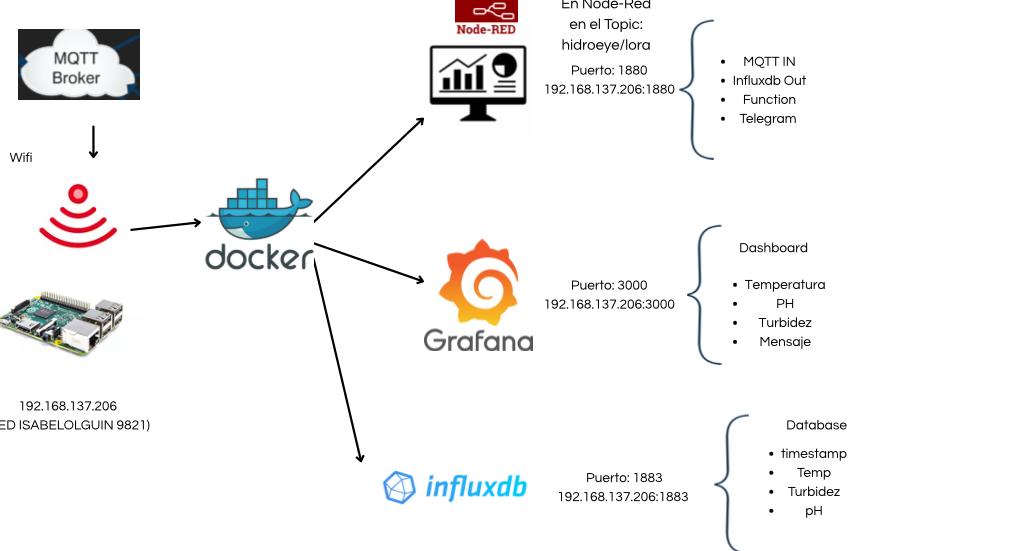 MQTT
Broker
Wifi
192.168.137.206
ED ISABELOLGUIN 9821)
docker
Node-RED
En Node-Red
en el Topic:
hidroeye/lora
Puerto: 1880
192.168.137.206:1880
MQTT IN
Influxdb Out
Function
Telegram
Grafana
Puerto: 3000
192.168.137.206:3000
Dashboard
Temperatura
PH
Turbidez
Mensaje
influxdb
Puerto: 1883
192.168.137.206:1883
Database
timestamp
Temp
Turbidez
pH